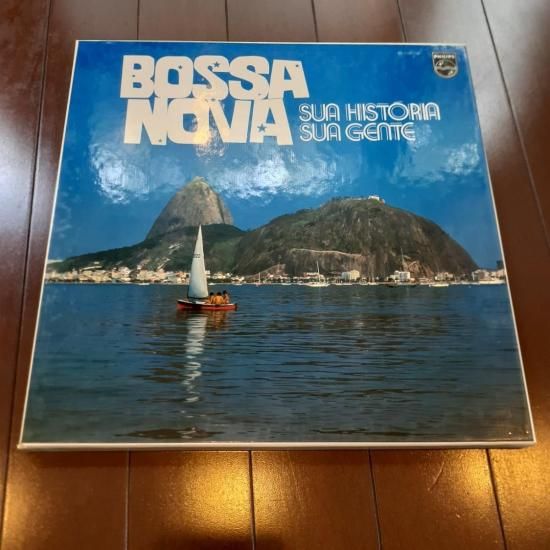 BOSSA
NOVA
SUA HISTÓRIA
SUA GENTE
PHILIPS